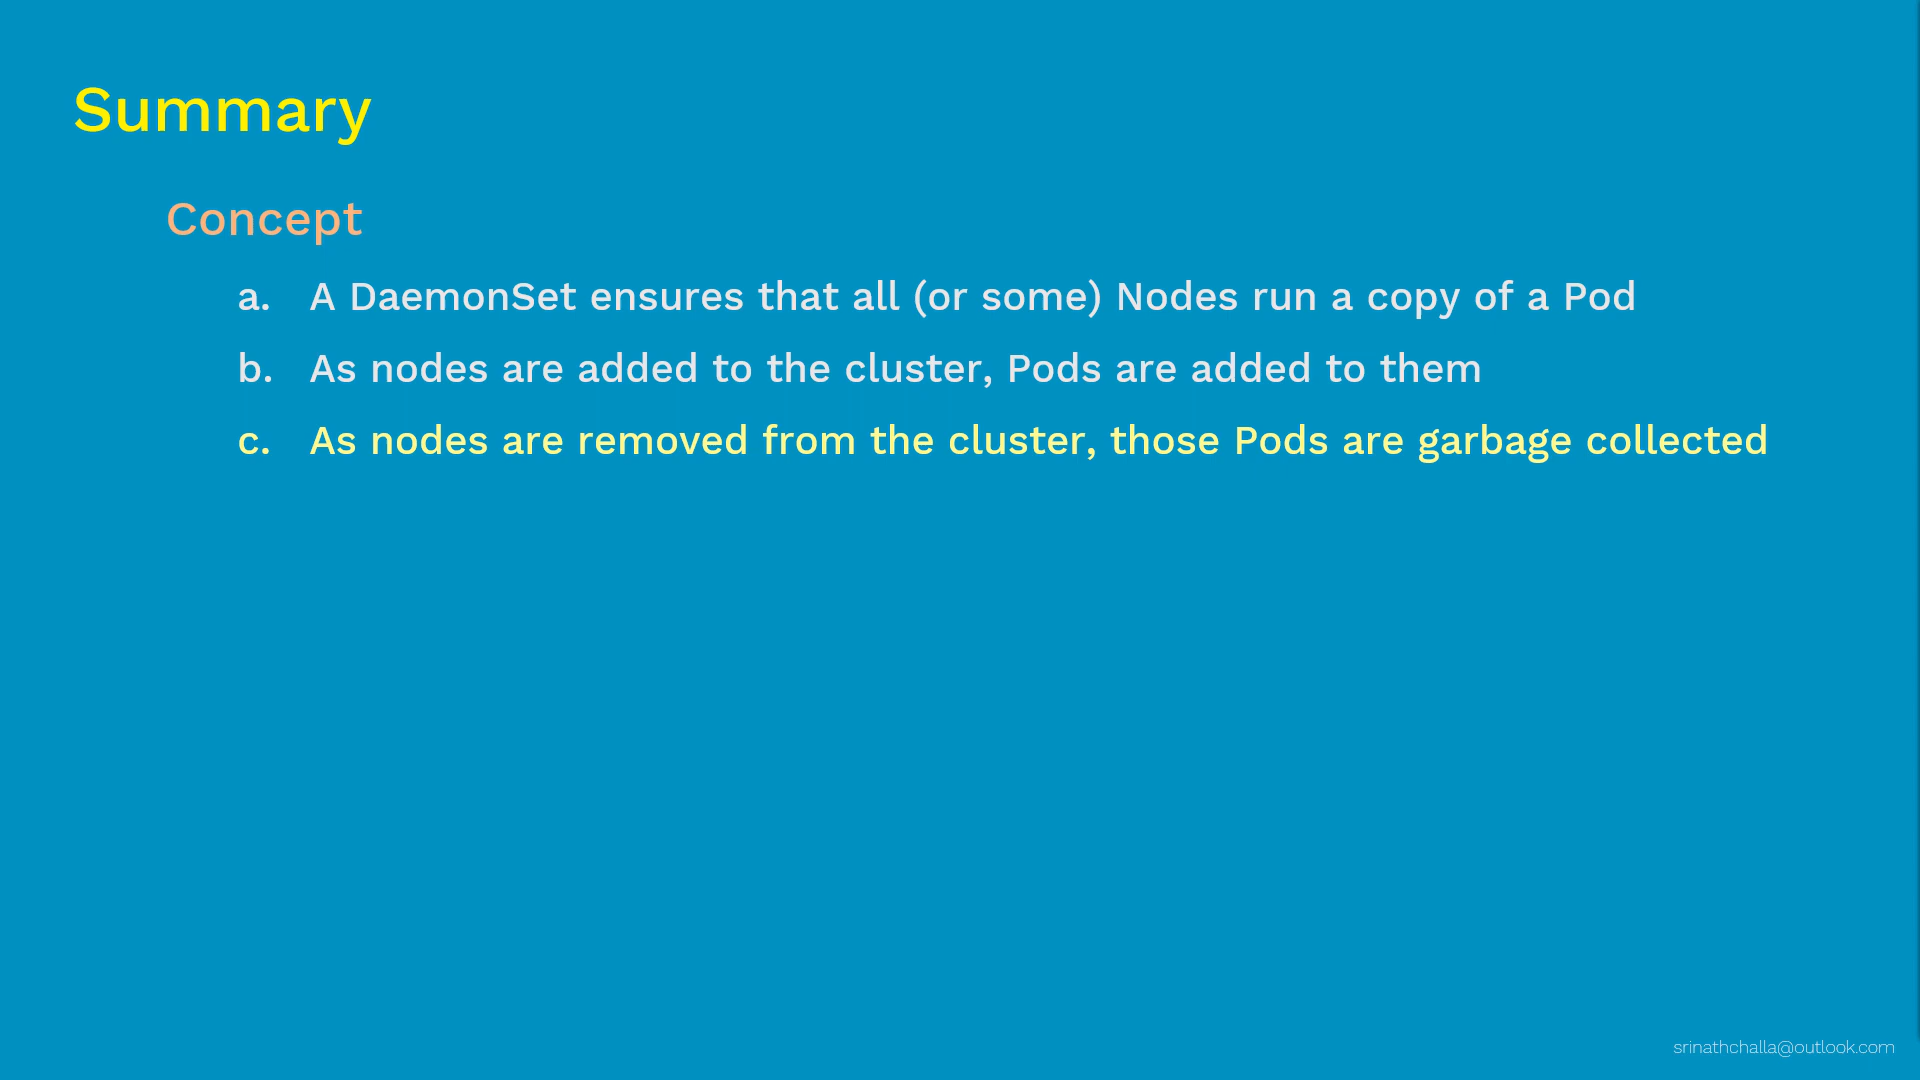 Summary
Concept
a. A DaemonSet ensures that all (or some) Nodes run a copy of a Pod
b. As nodes are added to the cluster, Pods are added to them
c. As nodes are removed from the cluster, those Pods are garbage collected
srinathchalla@outlook.com